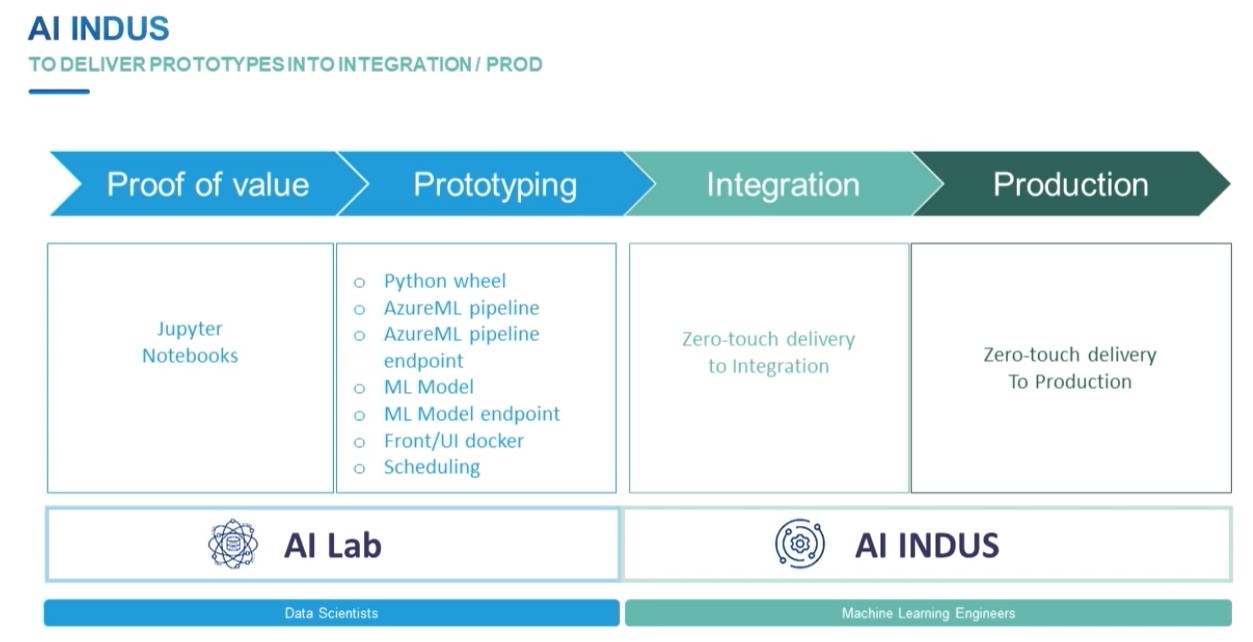 AI INDUS
TO DELIVER PROTOTYPES INTO INTEGRATION / PROD
Proof of value
Prototyping
Integration
Production
Jupyter
Notebooks
o Python wheel
o AzureML pipeline
o AzureML pipeline
endpoint
o ML Model
o ML Model endpoint
o Front/UI docker
o Scheduling
Zero-touch delivery
to Integration
Zero-touch delivery
To Production
AI Lab
AI INDUS
Data Scientists
Machine Learning Engineers